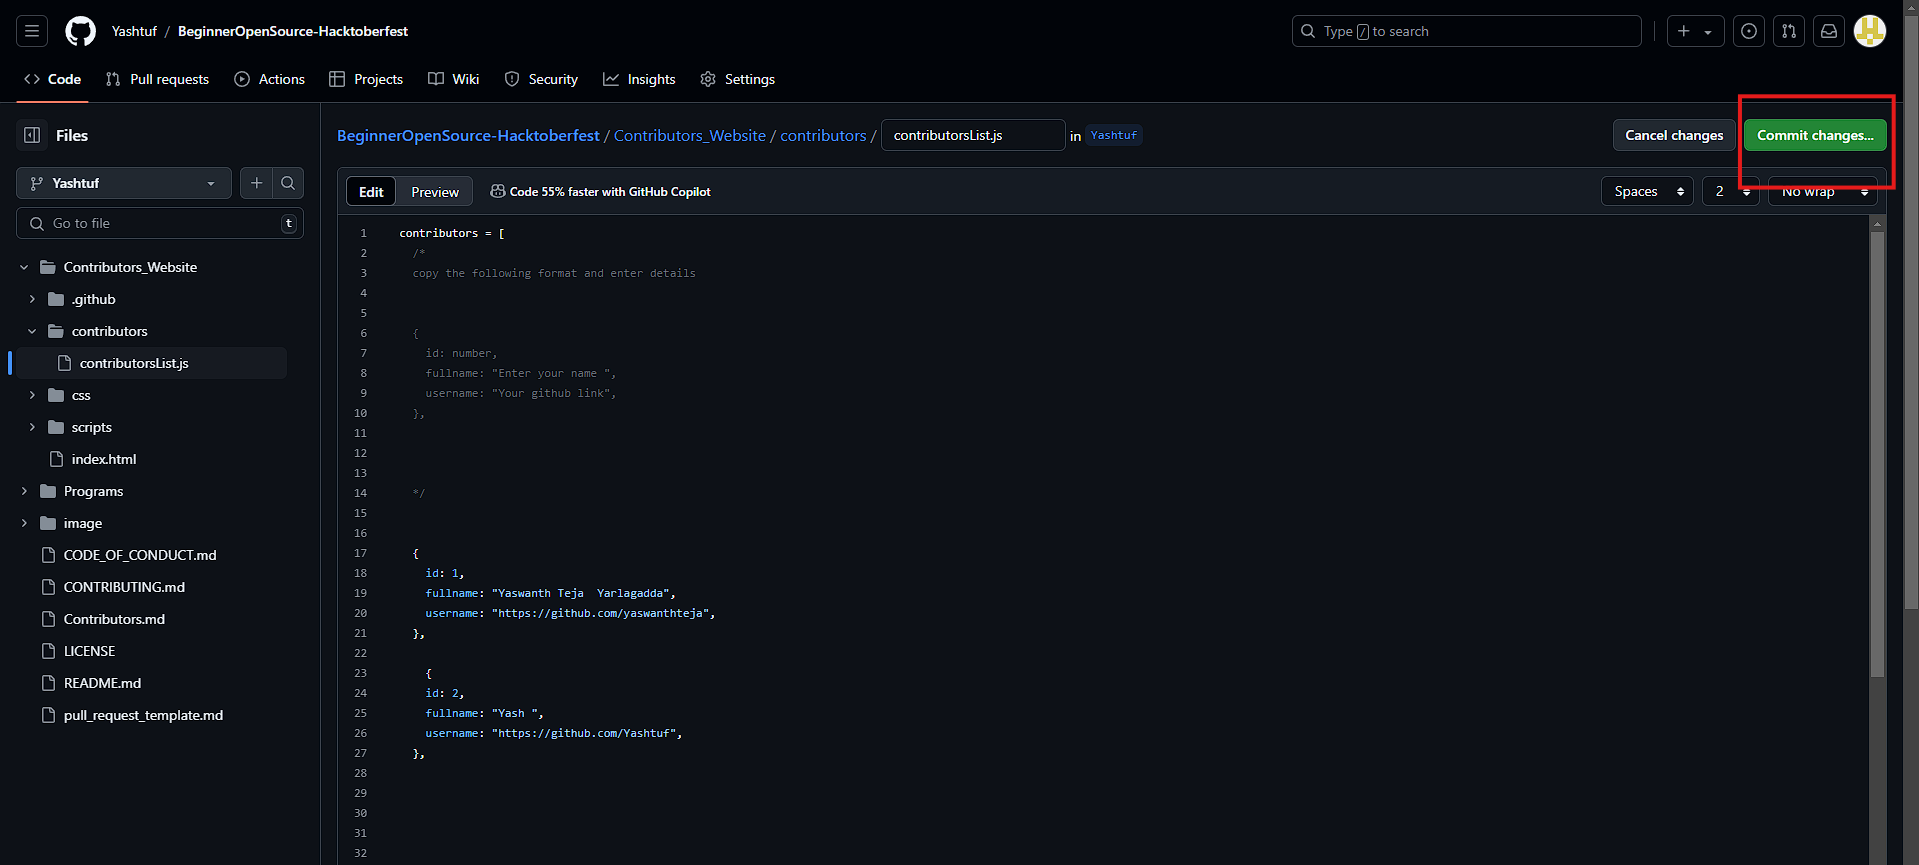 Yashtuf / BeginnerOpenSource-Hacktoberfest
Type / to search
Code Pull requests Actions Projects Wiki Security Insights Settings
Files
BeginnerOpenSource-Hacktoberfest / Contributors_Website / contributors / contributorsList.js in Yashtuf
Cancel changes Commit changes...
Yashtuf
Go to file t
Contributors_Website
.github
contributors
contributorsList.js
css
scripts
index.html
Programs
image
CODE_OF_CONDUCT.md
CONTRIBUTING.md
Contributors.md
LICENSE
README.md
pull_request_template.md
Edit Preview Code 55% faster with GitHub Copilot Spaces 2 No wrap
1 contributors = [
2 /*
3 copy the following format and enter details
4
5
6 {
7 id: number,
8 fullname: "Enter your name ",
9 username: "Your github link",
10 },
11
12
13
14 */
15
16
17 {
18 id: 1,
19 fullname: "Yaswanth Teja  Yarlagadda",
20 username: "https://github.com/yaswanthteja",
21 },
22
23 {
24 id: 2,
25 fullname: "Yash ",
26 username: "https://github.com/Yashtuf",
27 },
28
29
30
31
32